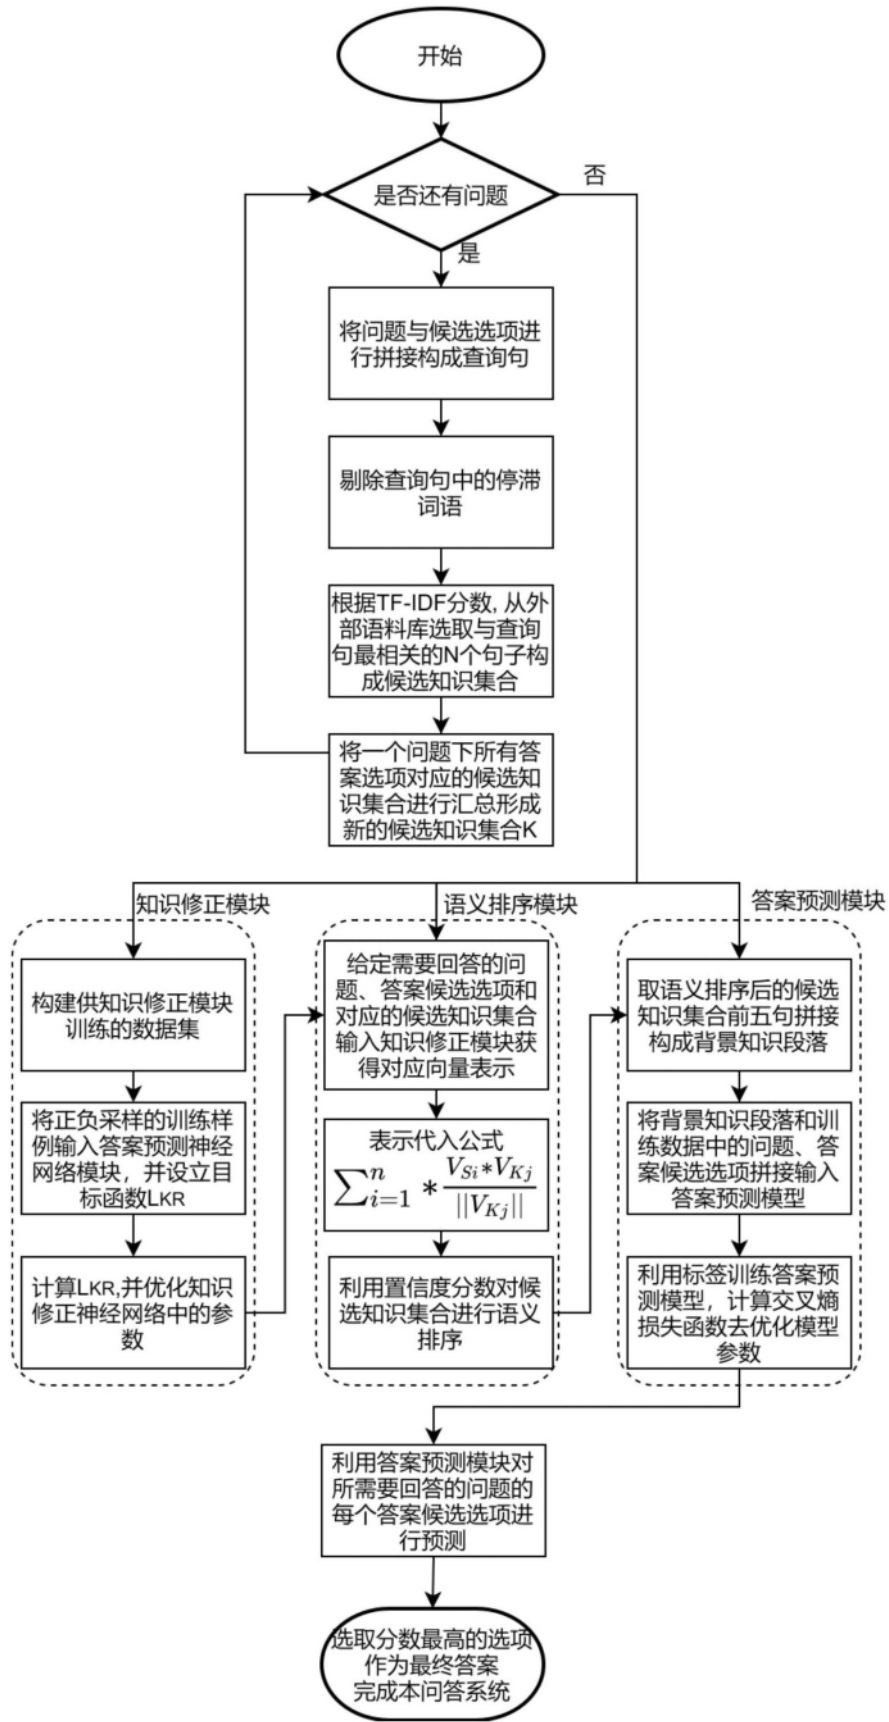 开始
是否还有问题
否
是
将问题与候选选项进
行拼接构成查询句
剔除查询句中的停滞
词语
根据TF-IDF分数, 从外
部语料库选取与查询
句最相关的N个句子构
成候选知识集合
将一个问题下所有答
案选项对应的候选知
识集合进行汇总形成
新的候选知识集合K
知识修正模块
构建供知识修正模块
训练的数据集
将正负采样的训练样
例输入答案预测神经
网络模块，并设立目
标函数LKR
计算LKR,并优化知识
修正神经网络中的参
数
语义排序模块
给定需要回答的问
题、答案候选选项和
对应的候选知识集合
输入知识修正模块获
得对应向量表示
表示代入公式
$\sum_{i=1}^{n} * \frac{V_{Si} * V_{Kj}}{||V_{Kj}||}$
利用置信度分数对候
选知识集合进行语义
排序
答案预测模块
取语义排序后的候选
知识集合前五句拼接
构成背景知识段落
将背景知识段落和训
练数据中的问题、答
案候选选项拼接输入
答案预测模型
利用标签训练答案预
测模型，计算交叉熵
损失函数去优化模型
参数
利用答案预测模块对
所需要回答的问题的
每个答案候选选项进
行预测
选取分数最高的选项
作为最终答案
完成本问答系统